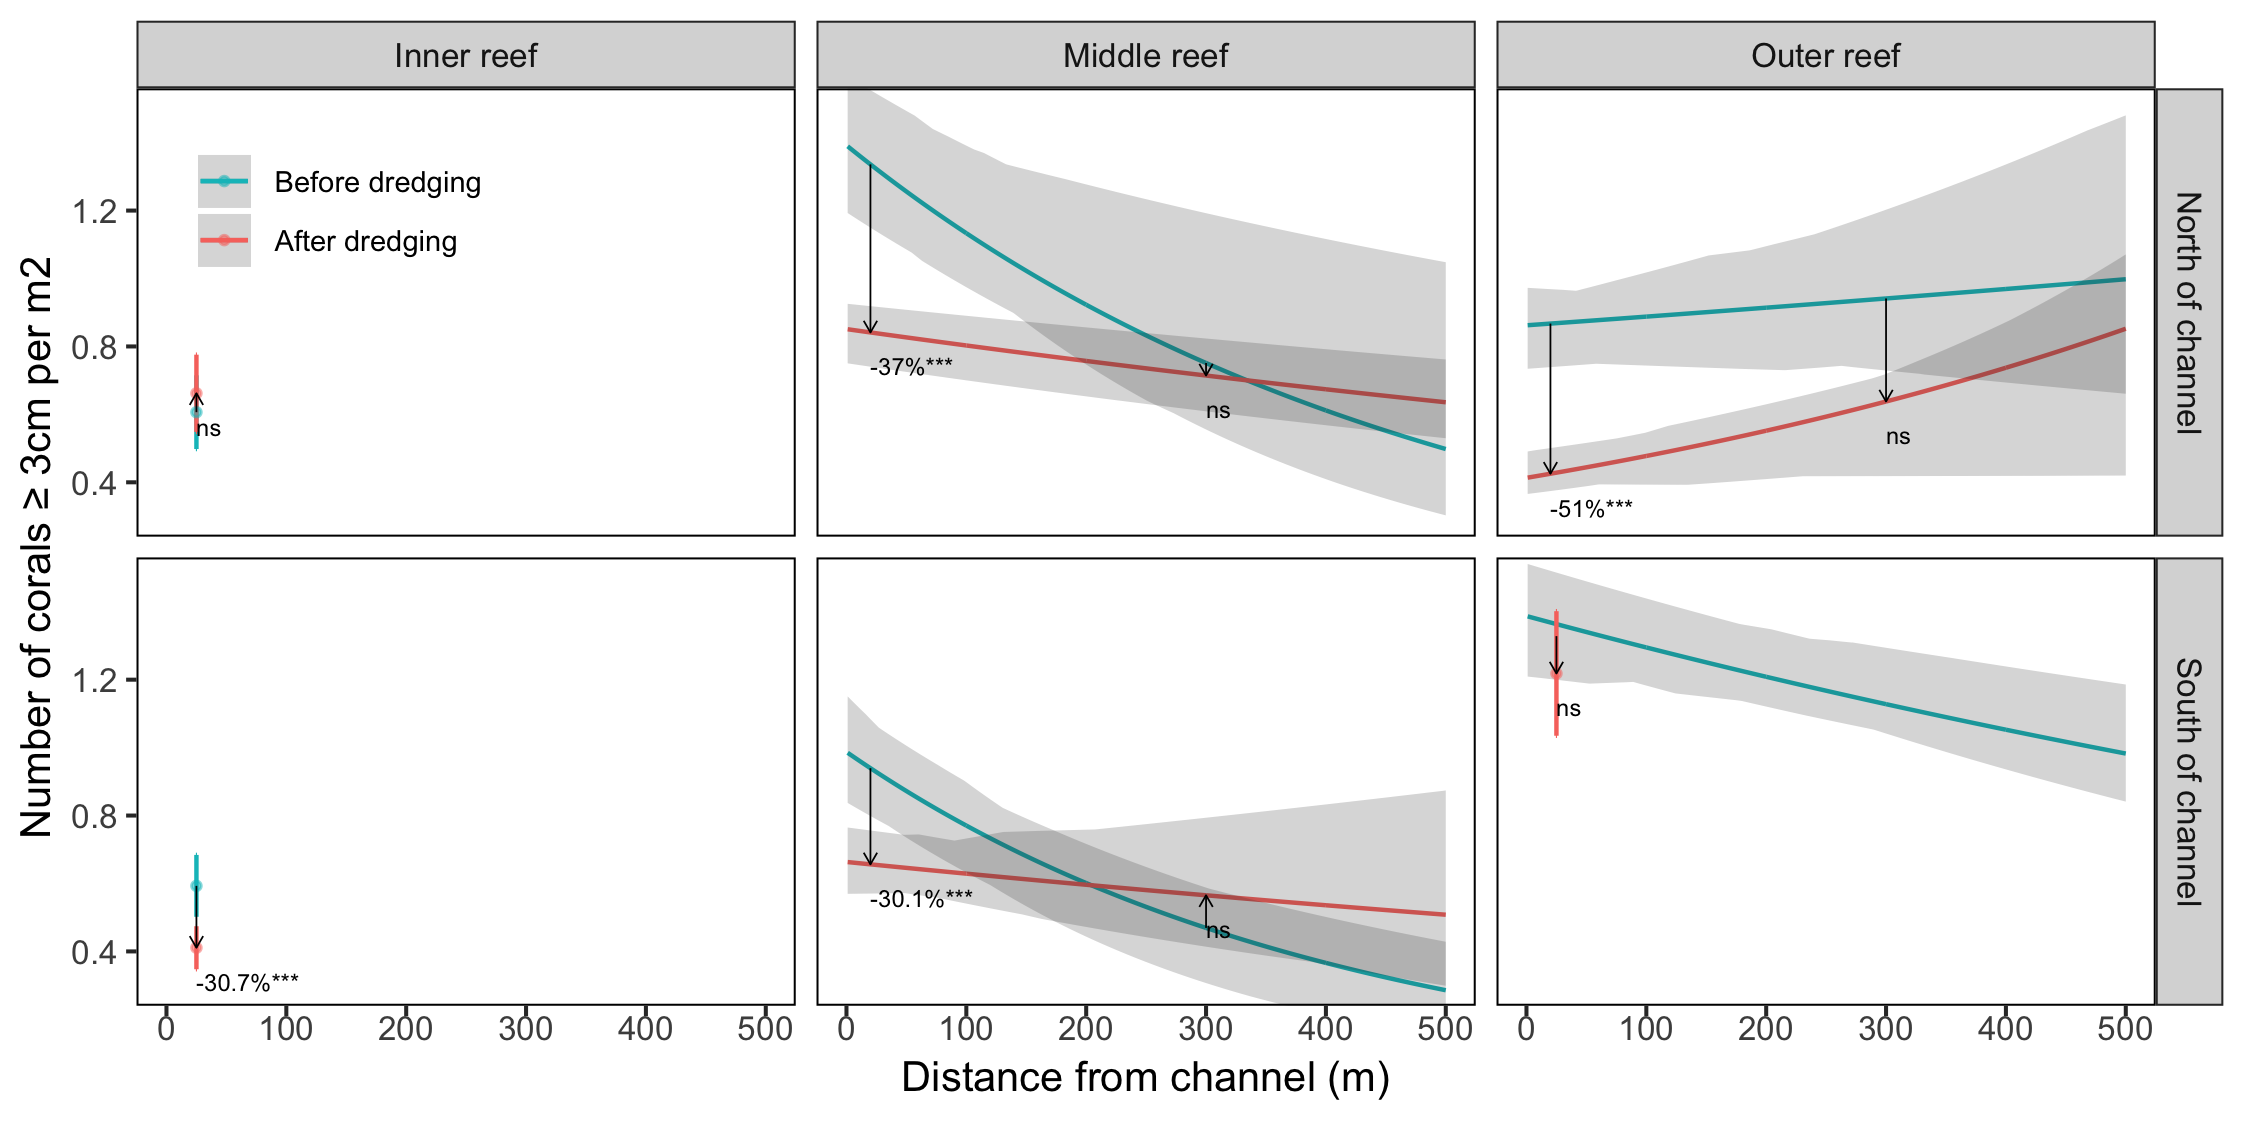 Inner reef
Middle reef
Outer reef
Number of corals ≥ 3cm per m2
1.2
0.8
0.4
Before dredging
After dredging
ns
-37%***
ns
-51%***
ns
North of channel
1.2
0.8
0.4
-30.7%***
-30.1%***
ns
ns
South of channel
0 100 200 300 400 500
0 100 200 300 400 500
0 100 200 300 400 500
Distance from channel (m)